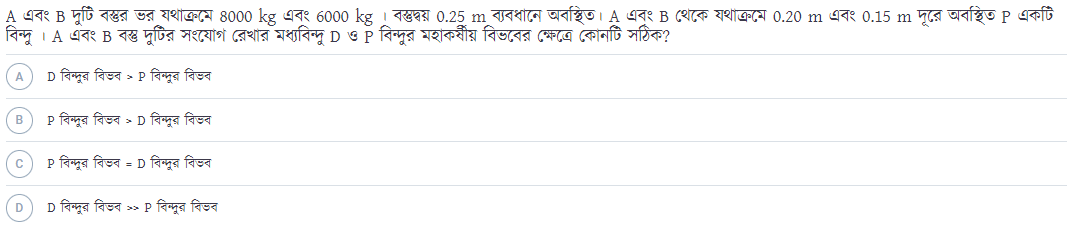 A এবং B দুটি বস্তুর ভর যথাক্রমে 8000 kg এবং 6000 kg । বস্তুদ্বয় 0.25 m ব্যবধানে অবস্থিত। A এবং B থেকে যথাক্রমে 0.20 m এবং 0.15 m দূরে অবস্থিত P একটি
বিন্দু । A এবং B বস্তু দুটির সংযোগ রেখার মধ্যবিন্দু D ও P বিন্দুর মহাকর্ষীয় বিভবের ক্ষেত্রে কোনটি সঠিক?
A D বিন্দুর বিভব > P বিন্দুর বিভব
B P বিন্দুর বিভব > D বিন্দুর বিভব
C P বিন্দুর বিভব = D বিন্দুর বিভব
D D বিন্দুর বিভব >> P বিন্দুর বিভব